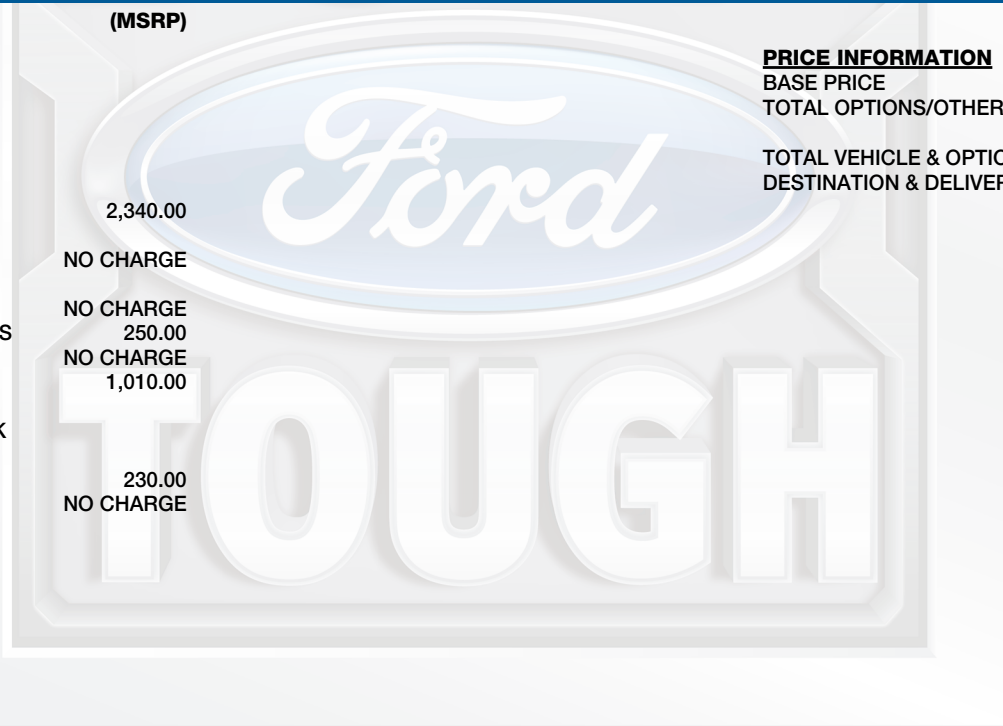 (MSRP)
2,340.00
NO CHARGE
NO CHARGE
S 250.00
NO CHARGE
1,010.00
K
230.00
NO CHARGE
PRICE INFORMATION
BASE PRICE
TOTAL OPTIONS/OTHER
TOTAL VEHICLE & OPTIO
DESTINATION & DELIVER
Ford
TOUGH